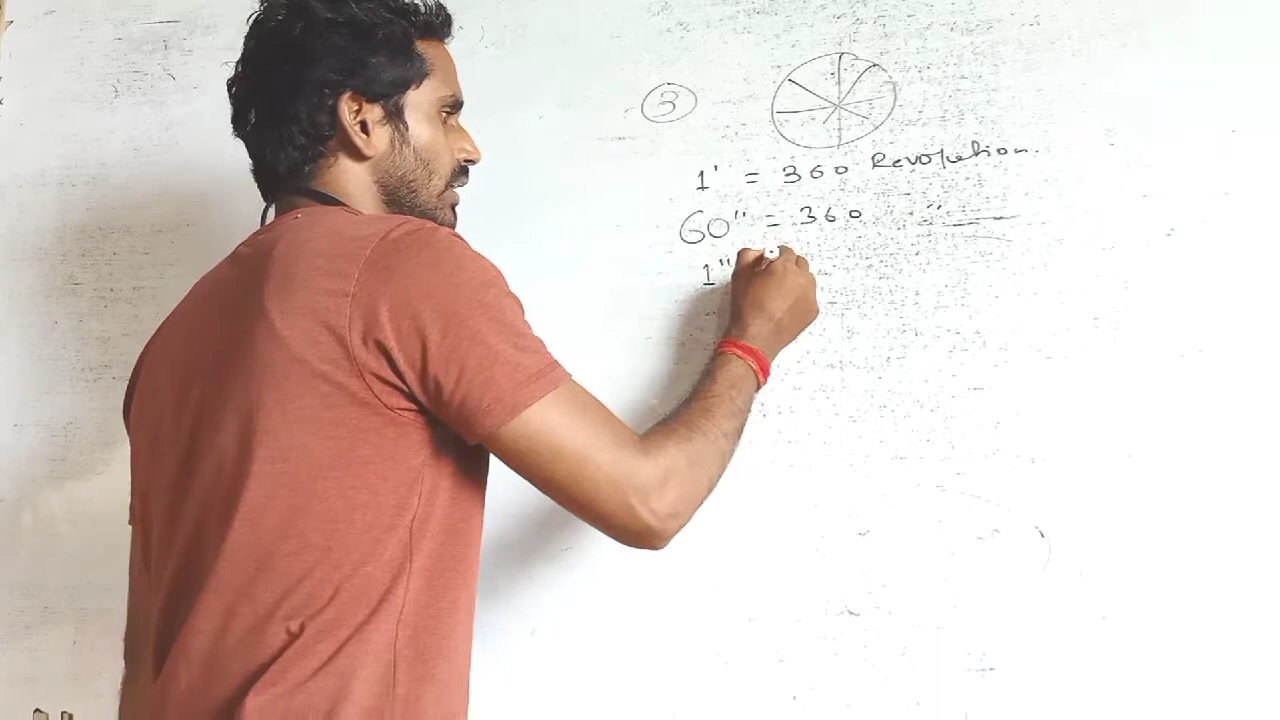 3
1' = 360 Revolution.
60" = 360 "
1"